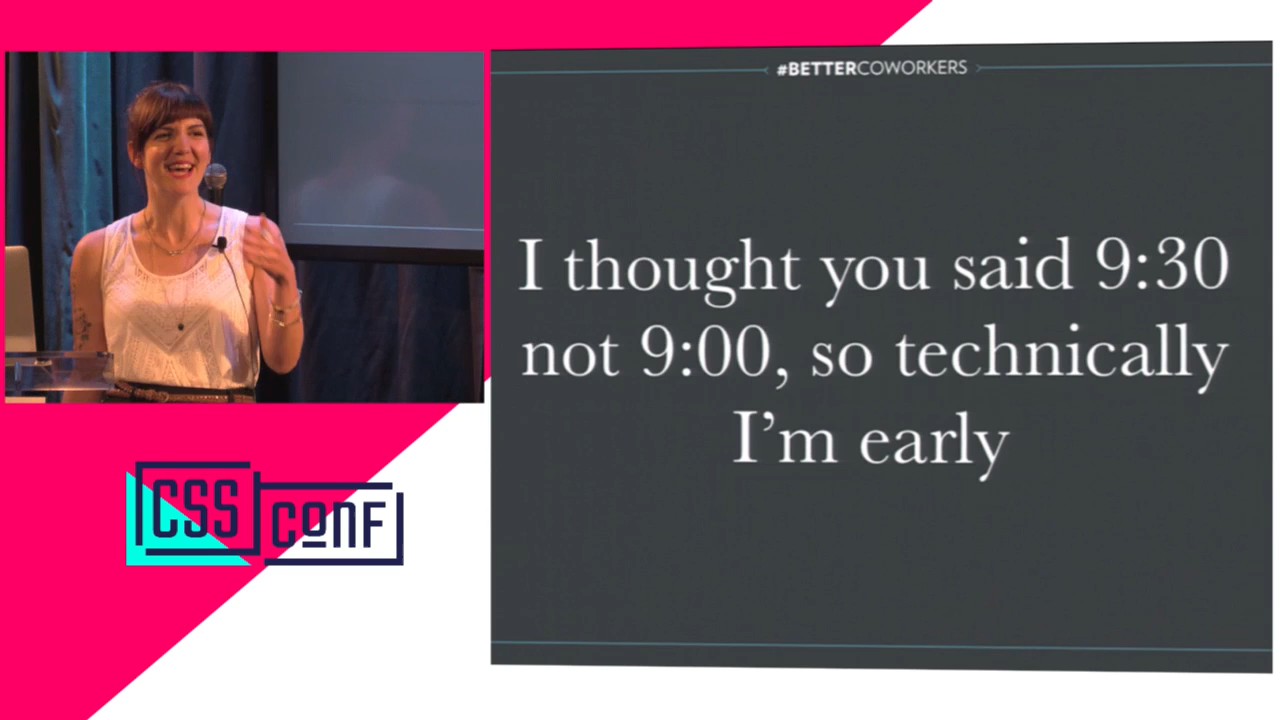 #BETTERCOWORKERS
I thought you said 9:30
not 9:00, so technically
I’m early
CSS CONF